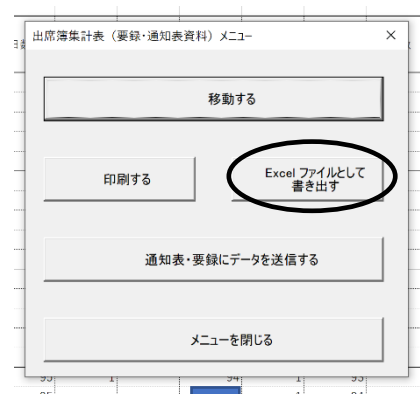 出席簿集計表（要録・通知表資料）メニュー
移動する
印刷する
Excel ファイルとして
書き出す
通知表・要録にデータを送信する
メニューを閉じる